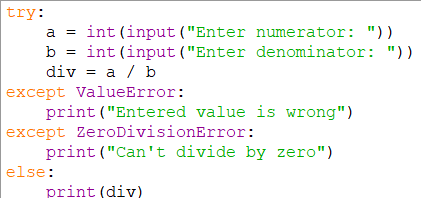 try:
    a = int(input("Enter numerator: "))
    b = int(input("Enter denominator: "))
    div = a / b
except ValueError:
    print("Entered value is wrong")
except ZeroDivisionError:
    print("Can't divide by zero")
else:
    print(div)